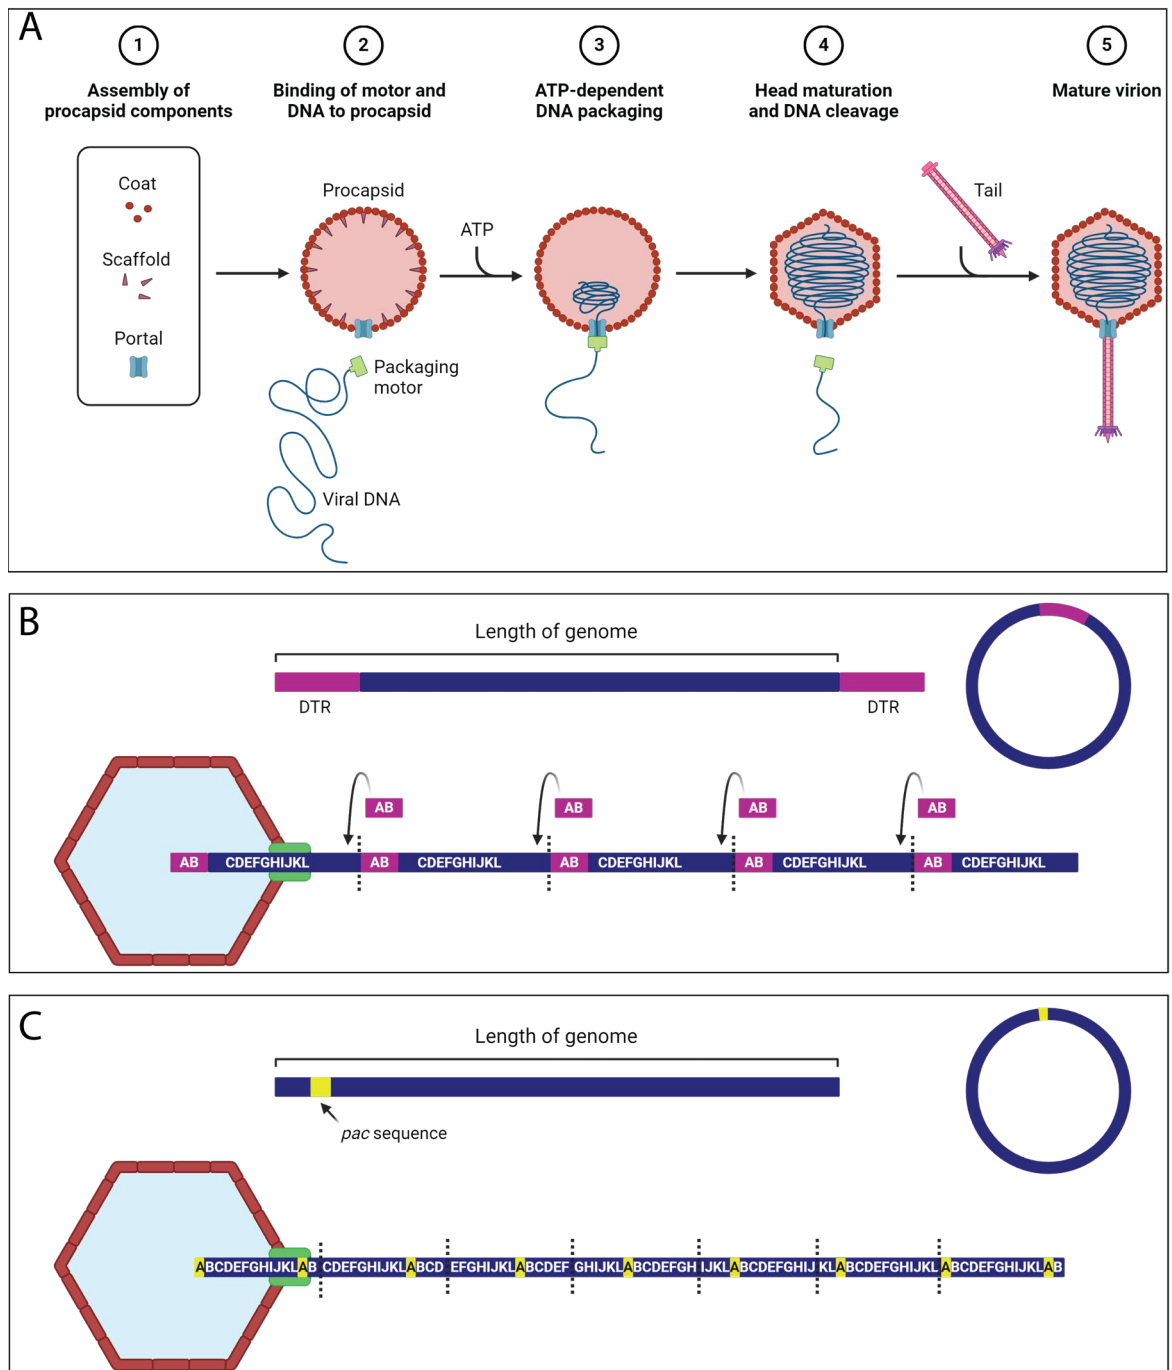 A
1
2
3
4
5
Assembly of
procapsid components
Binding of motor and
DNA to procapsid
ATP-dependent
DNA packaging
Head maturation
and DNA cleavage
Mature virion
Coat
Scaffold
Portal
Procapsid
ATP
Tail
Packaging
motor
Viral DNA
B
Length of genome
DTR
DTR
AB
AB
AB
AB
AB CDEFGHIJKL AB CDEFGHIJKL AB CDEFGHIJKL AB CDEFGHIJKL AB CDEFGHIJKL
C
Length of genome
pac sequence
ABCDEFGHIJKLAB CDEFGHIJKLABCD EFGHIJKLABCDEF GHIJKLABCDEFGH IJKLABCDEFGHIJ KLABCDEFGHIJKL ABCDEFGHIJKLAB